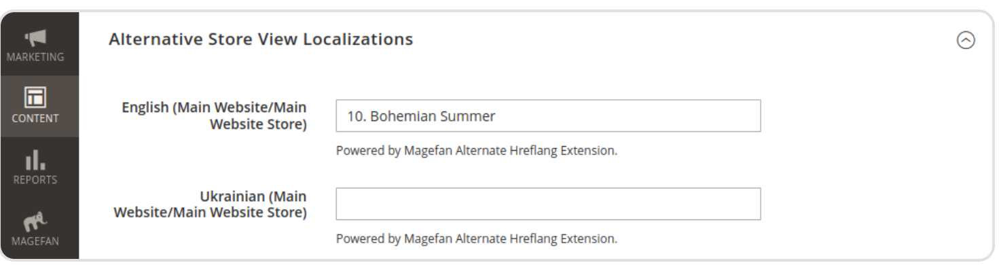 MARKETING
CONTENT
REPORTS
MAGEFAN
Alternative Store View Localizations
English (Main Website/Main
Website Store)
10. Bohemian Summer
Powered by Magefan Alternate Hreflang Extension.
Ukrainian (Main
Website/Main Website Store)
Powered by Magefan Alternate Hreflang Extension.